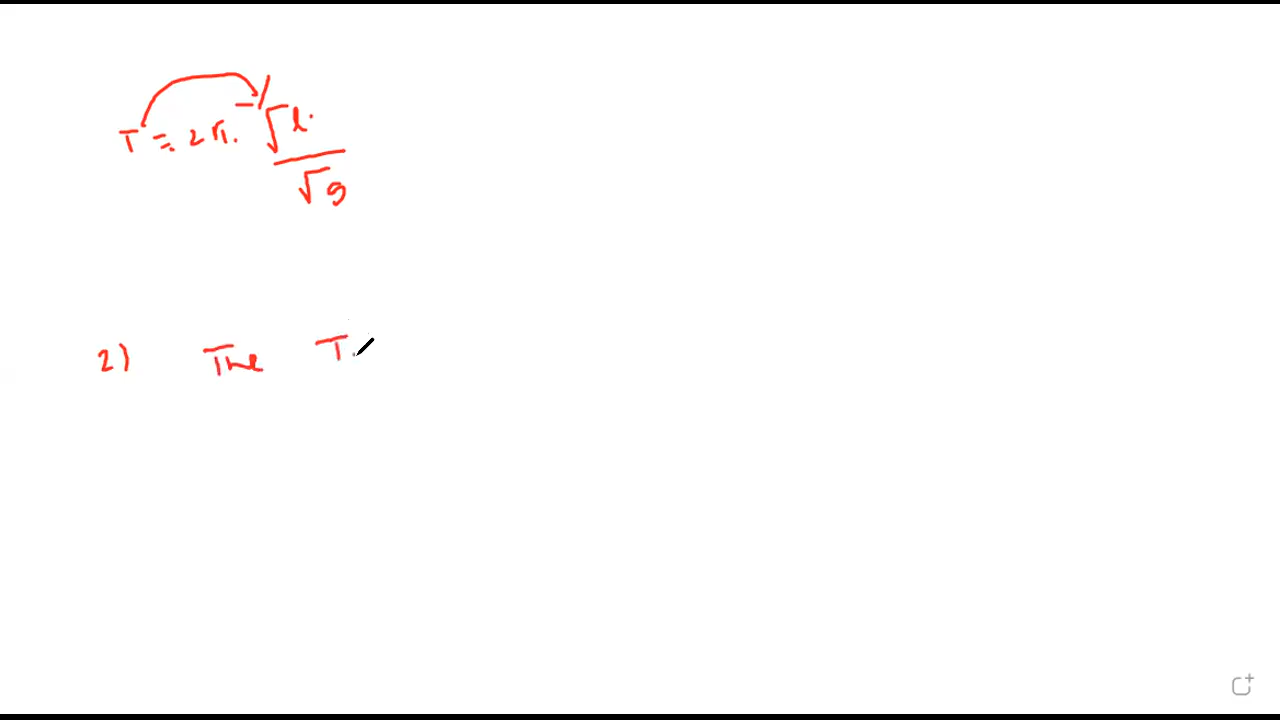 T = 2π. √l.
√g
2) The T.